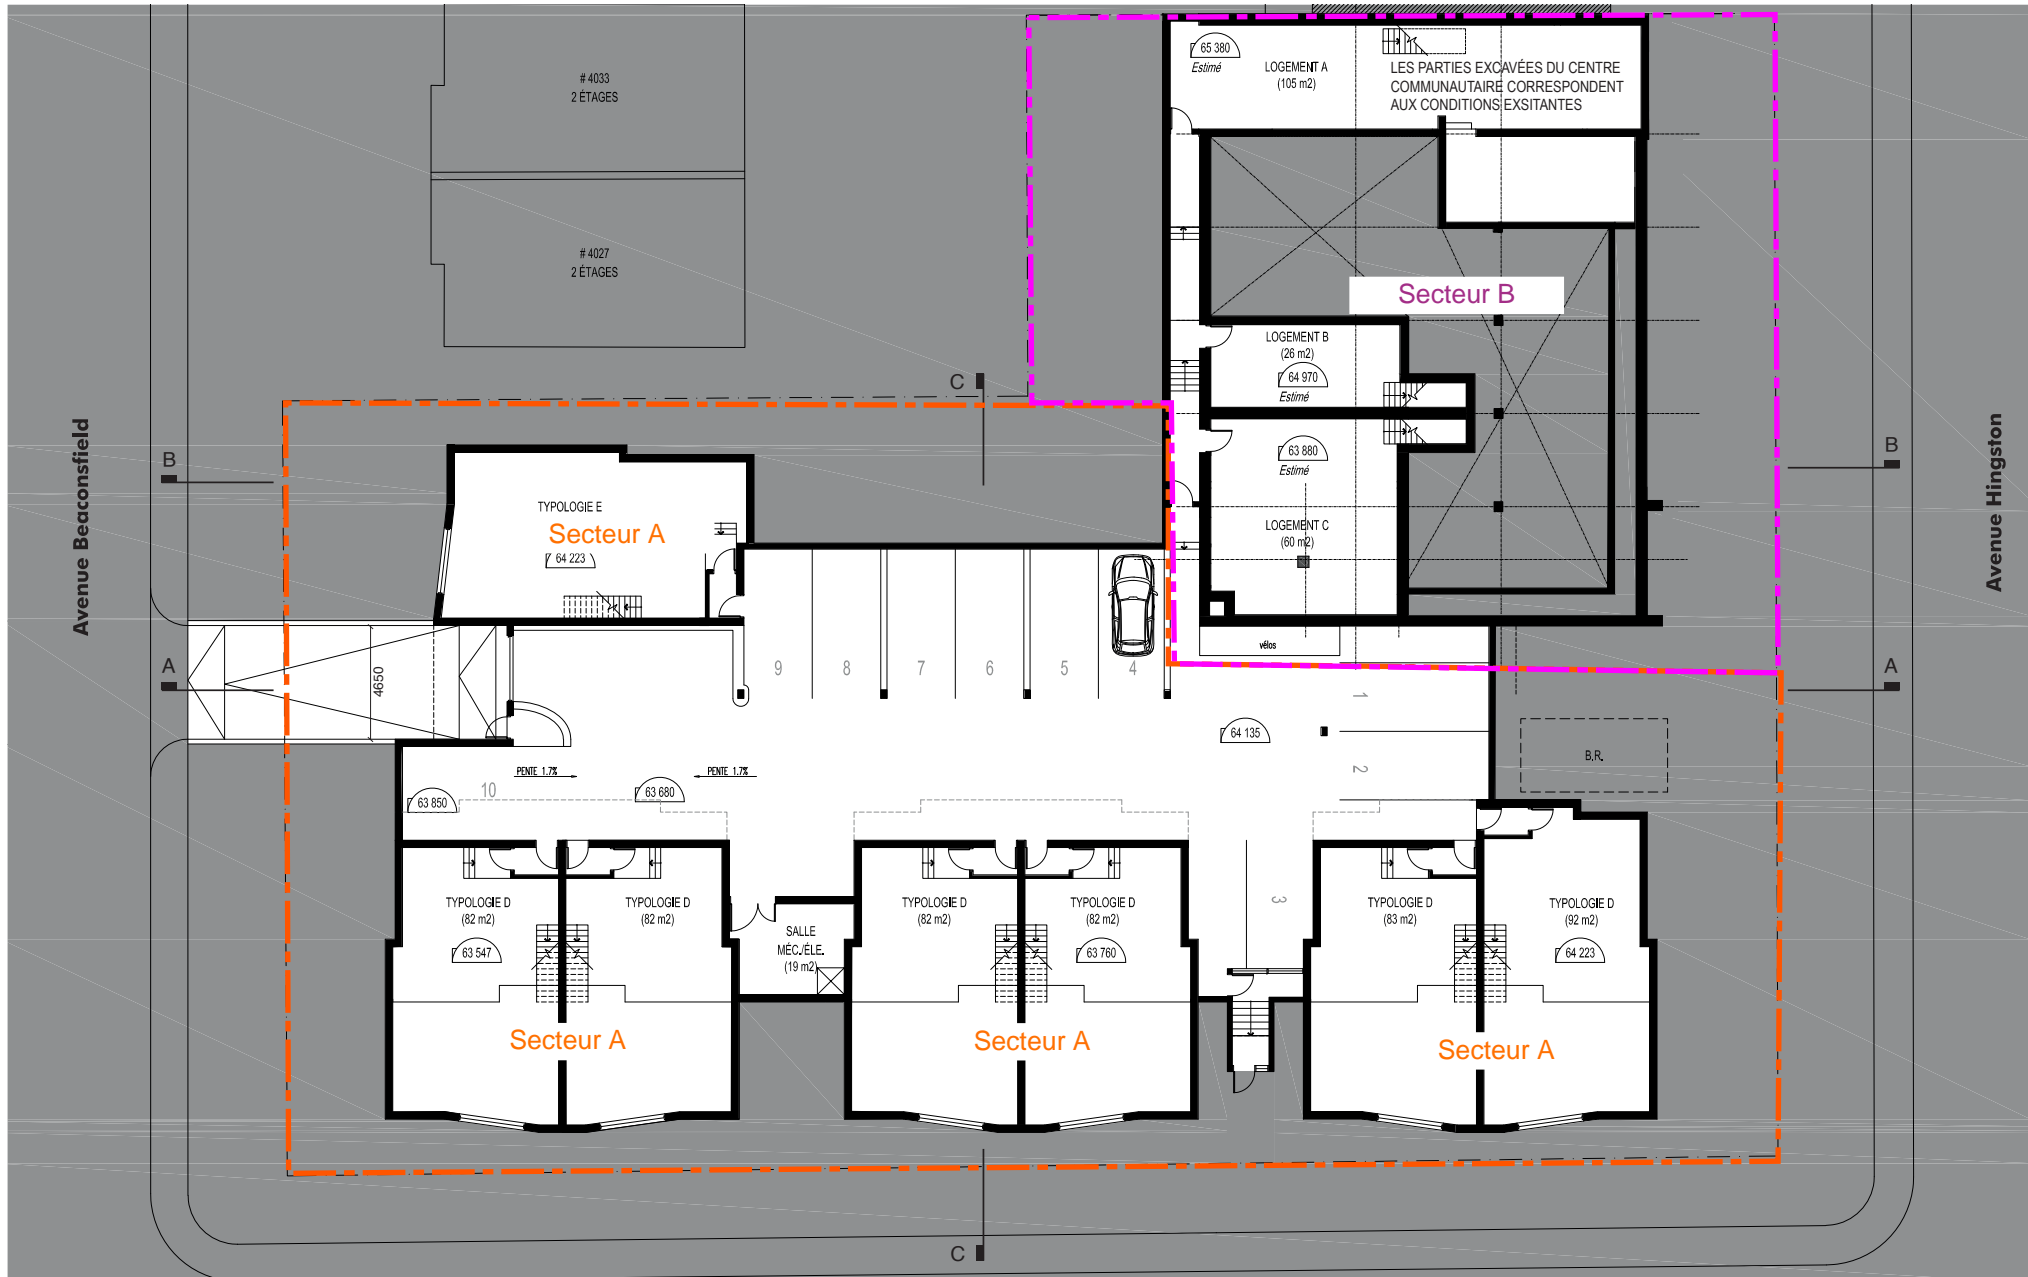 # 4033
2 ÉTAGES
# 4027
2 ÉTAGES
65 380
Estimé
LOGEMENT A
(105 m2)
LES PARTIES EXCAVÉES DU CENTRE
COMMUNAUTAIRE CORRESPONDENT
AUX CONDITIONS EXSITANTES
Secteur B
LOGEMENT B
(26 m2)
64 970
Estimé
63 880
Estimé
LOGEMENT C
(60 m2)
C
Avenue Beaconsfield
Avenue Hingston
B
B
TYPOLOGIE E
Secteur A
64 223
A
A
4650
9
8
7
6
5
4
vélos
1
2
3
64 135
B.R.
PENTE 1.7%
PENTE 1.7%
10
63 850
63 680
TYPOLOGIE D
(82 m2)
63 547
TYPOLOGIE D
(82 m2)
SALLE
MÉC./ÉLE.
(19 m2)
TYPOLOGIE D
(82 m2)
TYPOLOGIE D
(82 m2)
63 760
TYPOLOGIE D
(83 m2)
TYPOLOGIE D
(92 m2)
64 223
Secteur A
Secteur A
Secteur A
C